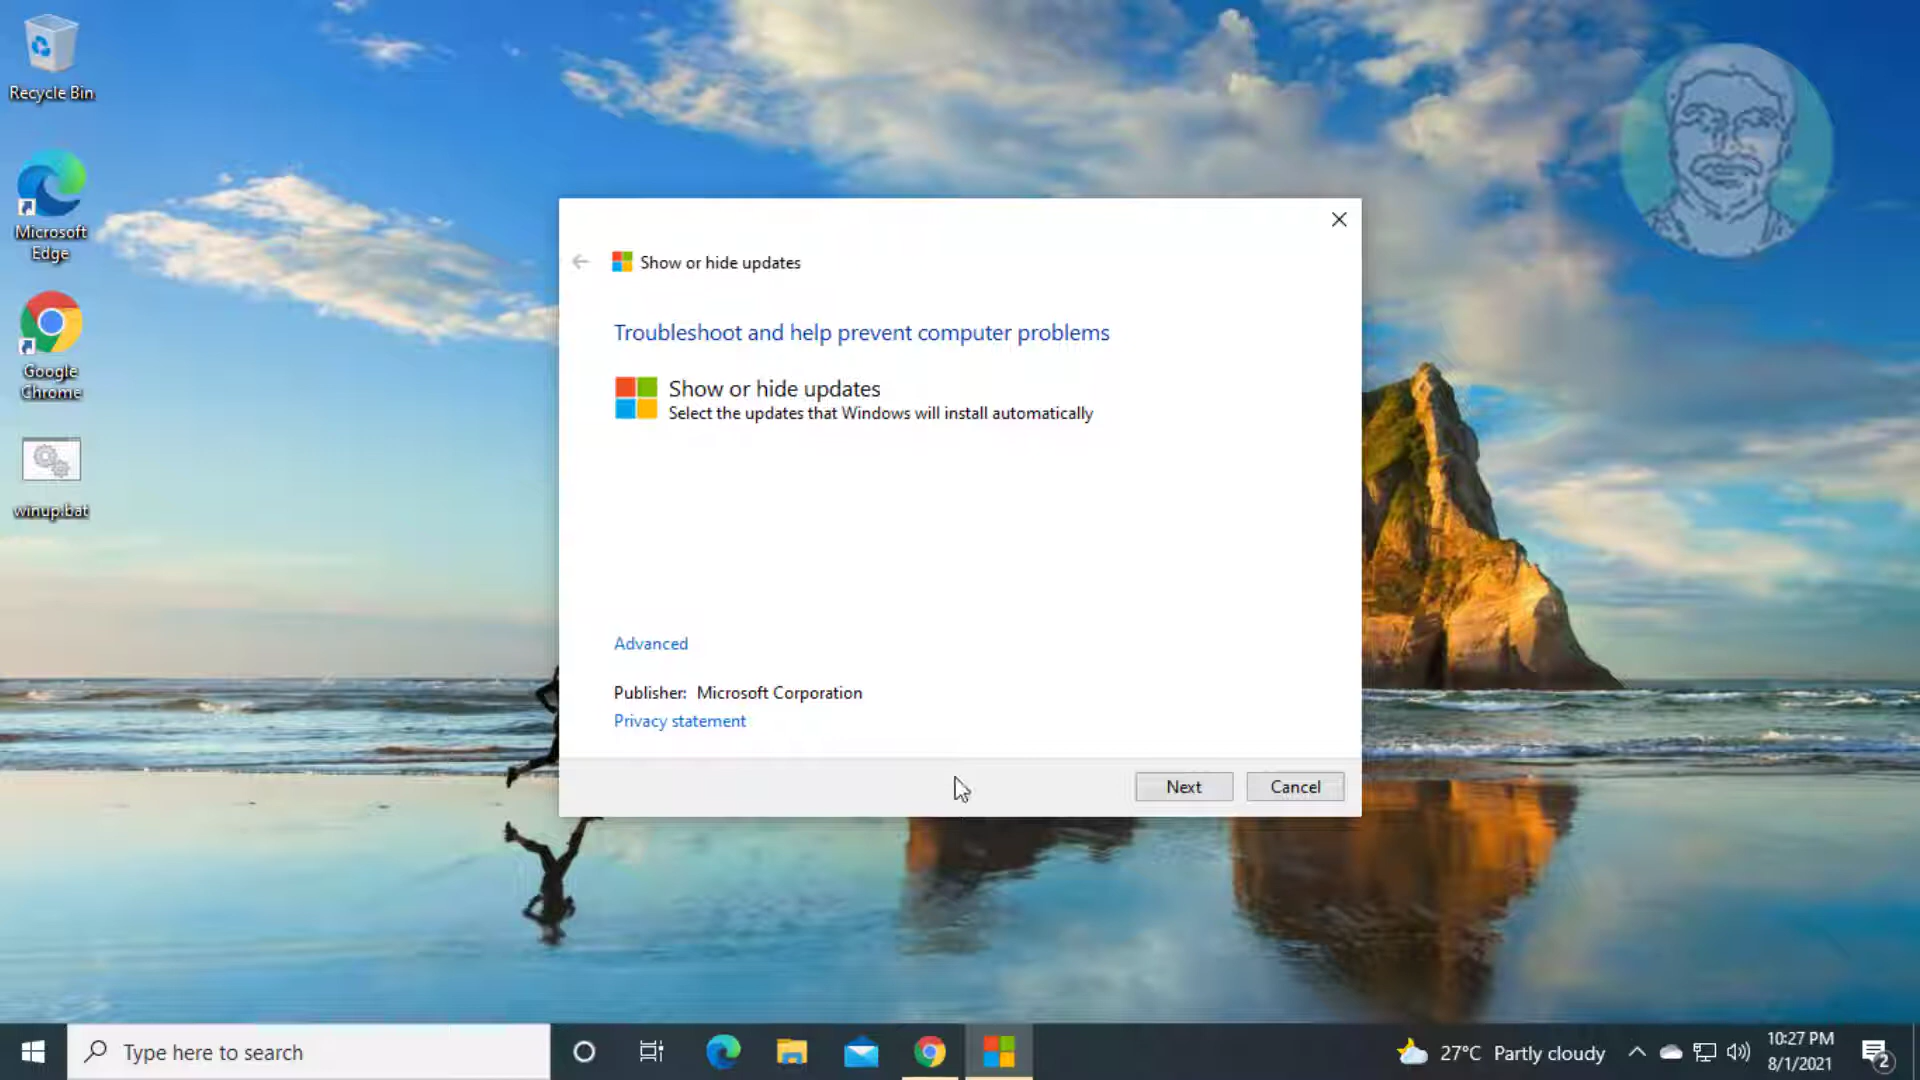 Recycle Bin
Microsoft
Edge
Google
Chrome
winup.bat
Show or hide updates
Troubleshoot and help prevent computer problems
Show or hide updates
Select the updates that Windows will install automatically
Advanced
Publisher: Microsoft Corporation
Privacy statement
Next
Cancel
Type here to search
27°C Partly cloudy
10:27 PM
8/1/2021
2